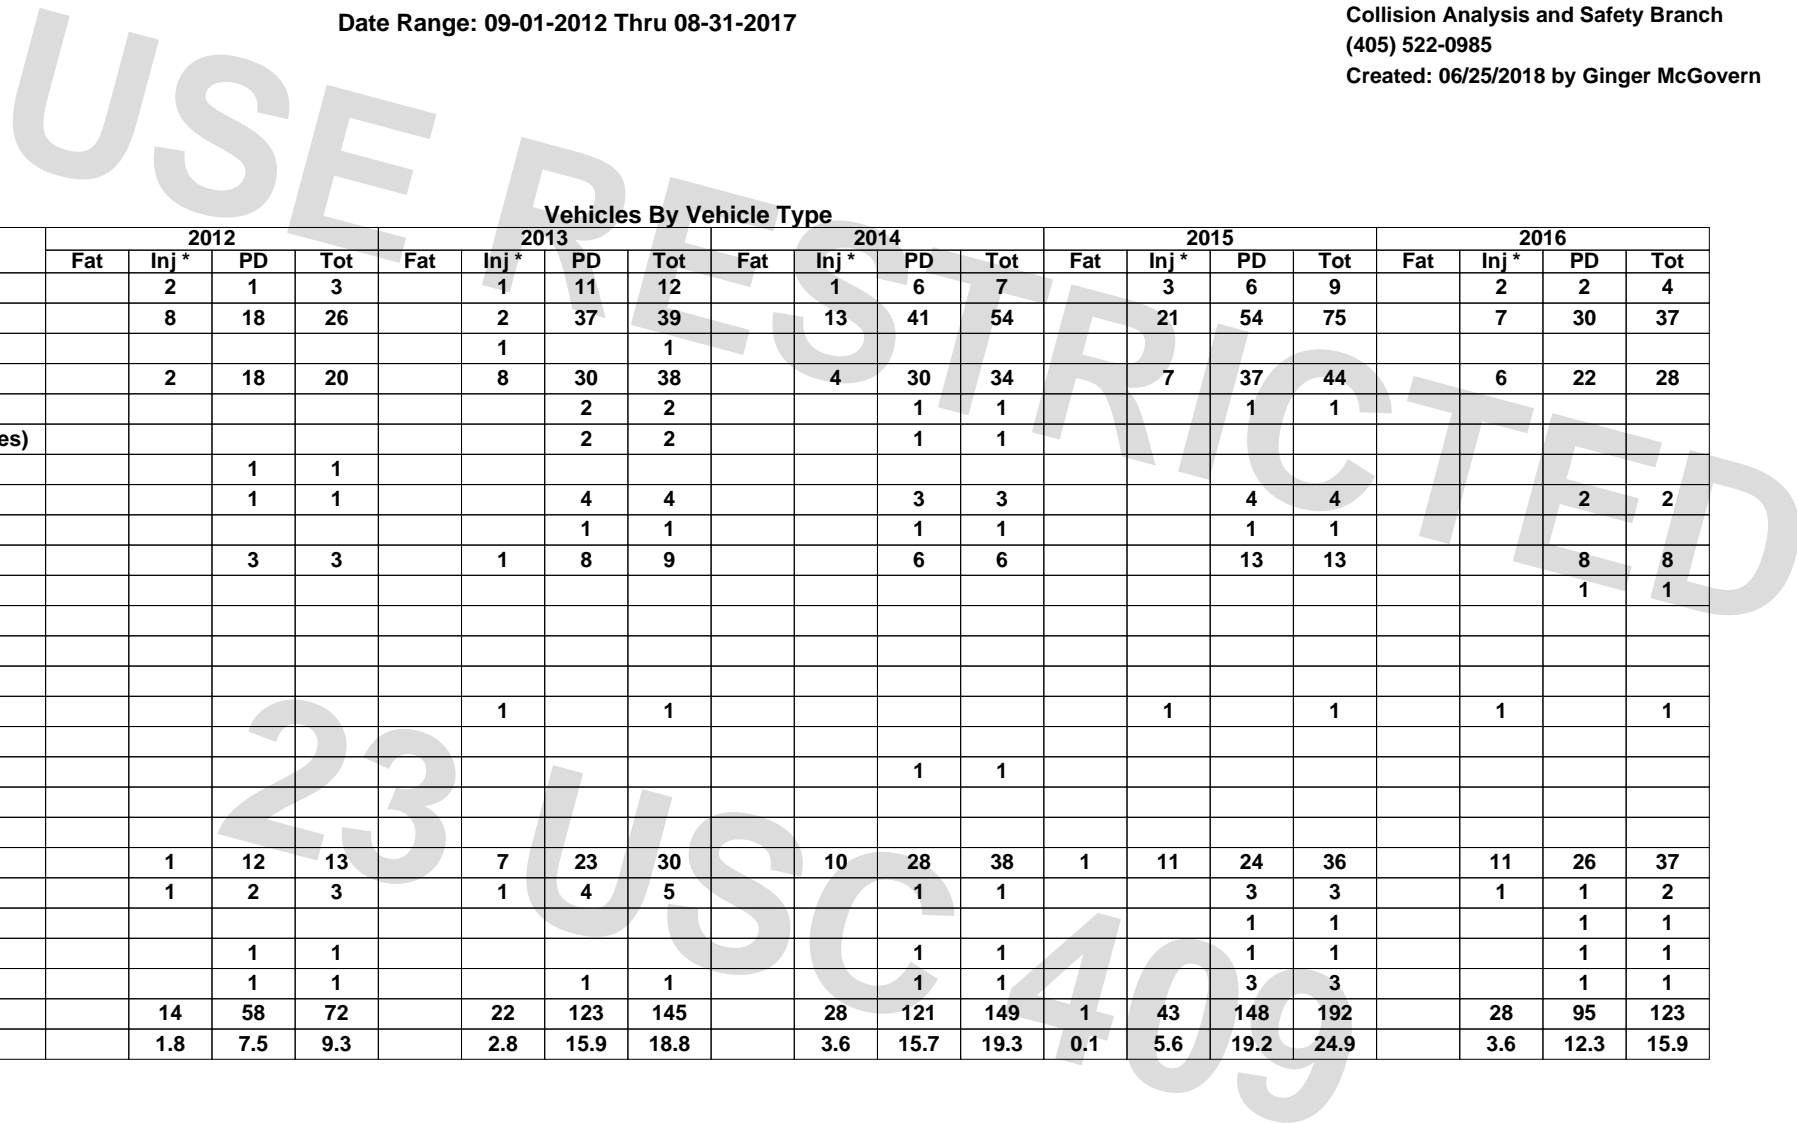 Date Range: 09-01-2012 Thru 08-31-2017
Collision Analysis and Safety Branch
(405) 522-0985
Created: 06/25/2018 by Ginger McGovern
USE RESTRICTED
23 USC 409
Vehicles By Vehicle Type
2012 2013 2014 2015 2016
Fat Inj * PD Tot Fat Inj * PD Tot Fat Inj * PD Tot Fat Inj * PD Tot Fat Inj * PD Tot
2 1 3 1 11 12 1 6 7 3 6 9 2 2 4
8 18 26 2 37 39 13 41 54 21 54 75 7 30 37
1 1
2 18 20 8 30 38 4 30 34 7 37 44 6 22 28
2 2 1 1 1 1
es) 2 2 1 1
1 1
1 1 4 4 3 3 4 4 2 2
1 1 1 1 1 1
3 3 1 8 9 6 6 13 13 8 8
1 1
1 1 1 1 1 1
1 1
1 12 13 7 23 30 10 28 38 1 11 24 36 11 26 37
1 2 3 1 4 5 1 1 3 3 1 1 2
1 1 1 1
1 1 1 1 1 1 1 1
1 1 1 1 1 1 3 3 1 1
14 58 72 22 123 145 28 121 149 1 43 148 192 28 95 123
1.8 7.5 9.3 2.8 15.9 18.8 3.6 15.7 19.3 0.1 5.6 19.2 24.9 3.6 12.3 15.9